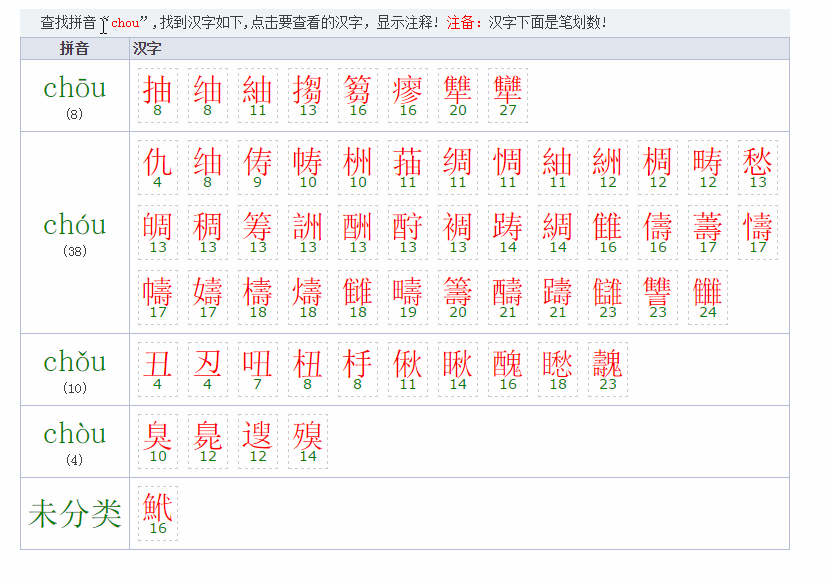 查找拼音“chou”,找到汉字如下,点击要查看的汉字，显示注释! 注备：汉字下面是笔划数!
拼音 汉字
chōu 抽 䌷 紬 搊 篘 瘳 犨 犫
(8) 8 8 11 13 16 16 20 27
仇 䌷 俦 帱 栦 菗 绸 惆 紬 絒 椆 畴 愁
4 8 9 10 10 11 11 11 11 12 12 12 13
chóu 皗 稠 筹 詶 酬 酧 裯 踌 綢 雔 儔 薵 懤
(38) 13 13 13 13 13 13 13 14 14 16 16 17 17
幬 嬦 檮 燽 雠 疇 籌 醻 躊 讎 讐
17 17 18 18 18 19 20 21 21 23 23 24
chǒu 丑 吜 杽 偢 瞅 醜 矁
(10) 4 4 7 8 8 11 14 16 18 23
chòu 臭 臰 遚 殠
(4) 10 12 12 14
未分类
16